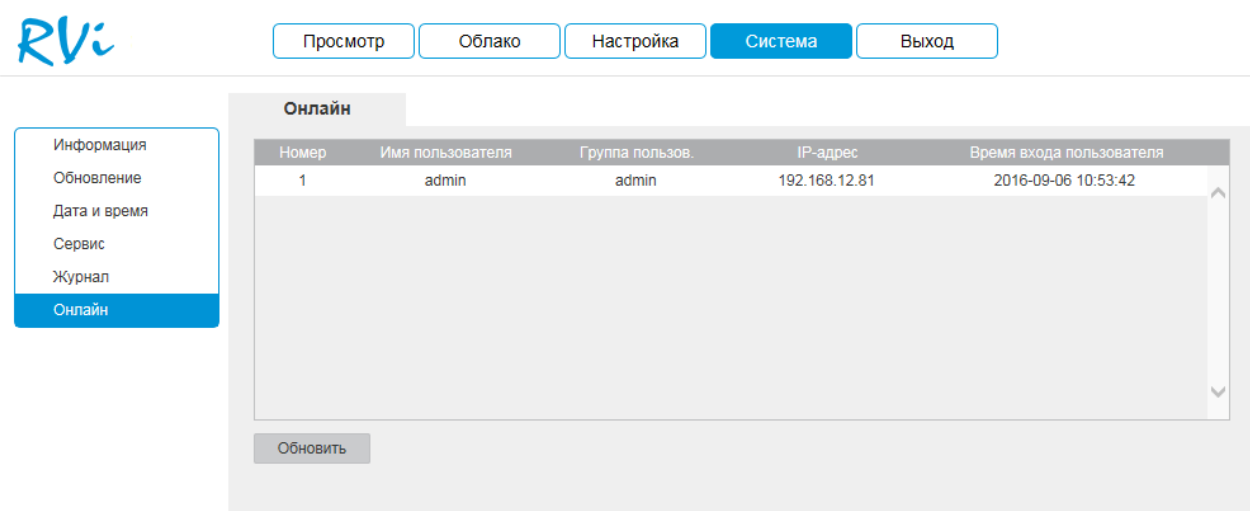 RVi
Просмотр Облако Настройка Система Выход
Онлайн
Информация
Обновление
Дата и время
Сервис
Журнал
Онлайн
Номер Имя пользователя Группа пользов. IP-адрес Время входа пользователя
1 admin admin 192.168.12.81 2016-09-06 10:53:42
Обновить